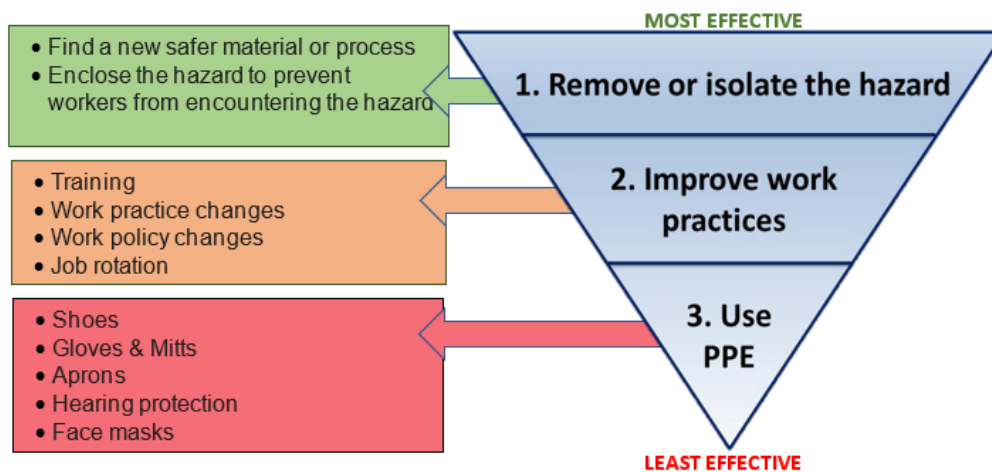 MOST EFFECTIVE
• Find a new safer material or process
• Enclose the hazard to prevent
workers from encountering the hazard
1. Remove or isolate the hazard
• Training
• Work practice changes
• Work policy changes
• Job rotation
2. Improve work
practices
• Shoes
• Gloves & Mitts
• Aprons
• Hearing protection
• Face masks
3. Use
PPE
LEAST EFFECTIVE